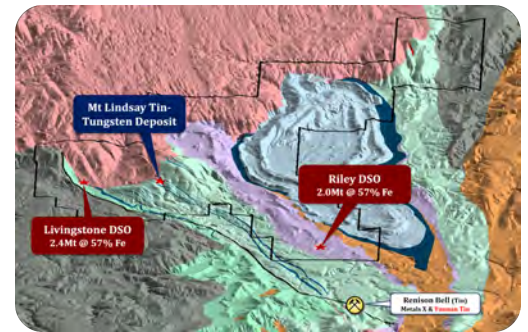 Mt Lindsay Tin-
Tungsten Deposit
Riley DSO
2.0Mt @ 57% Fe
Livingstone DSO
2.4Mt @ 57% Fe
Renison Bell (Tin)
Metals X & Yunnan Tin